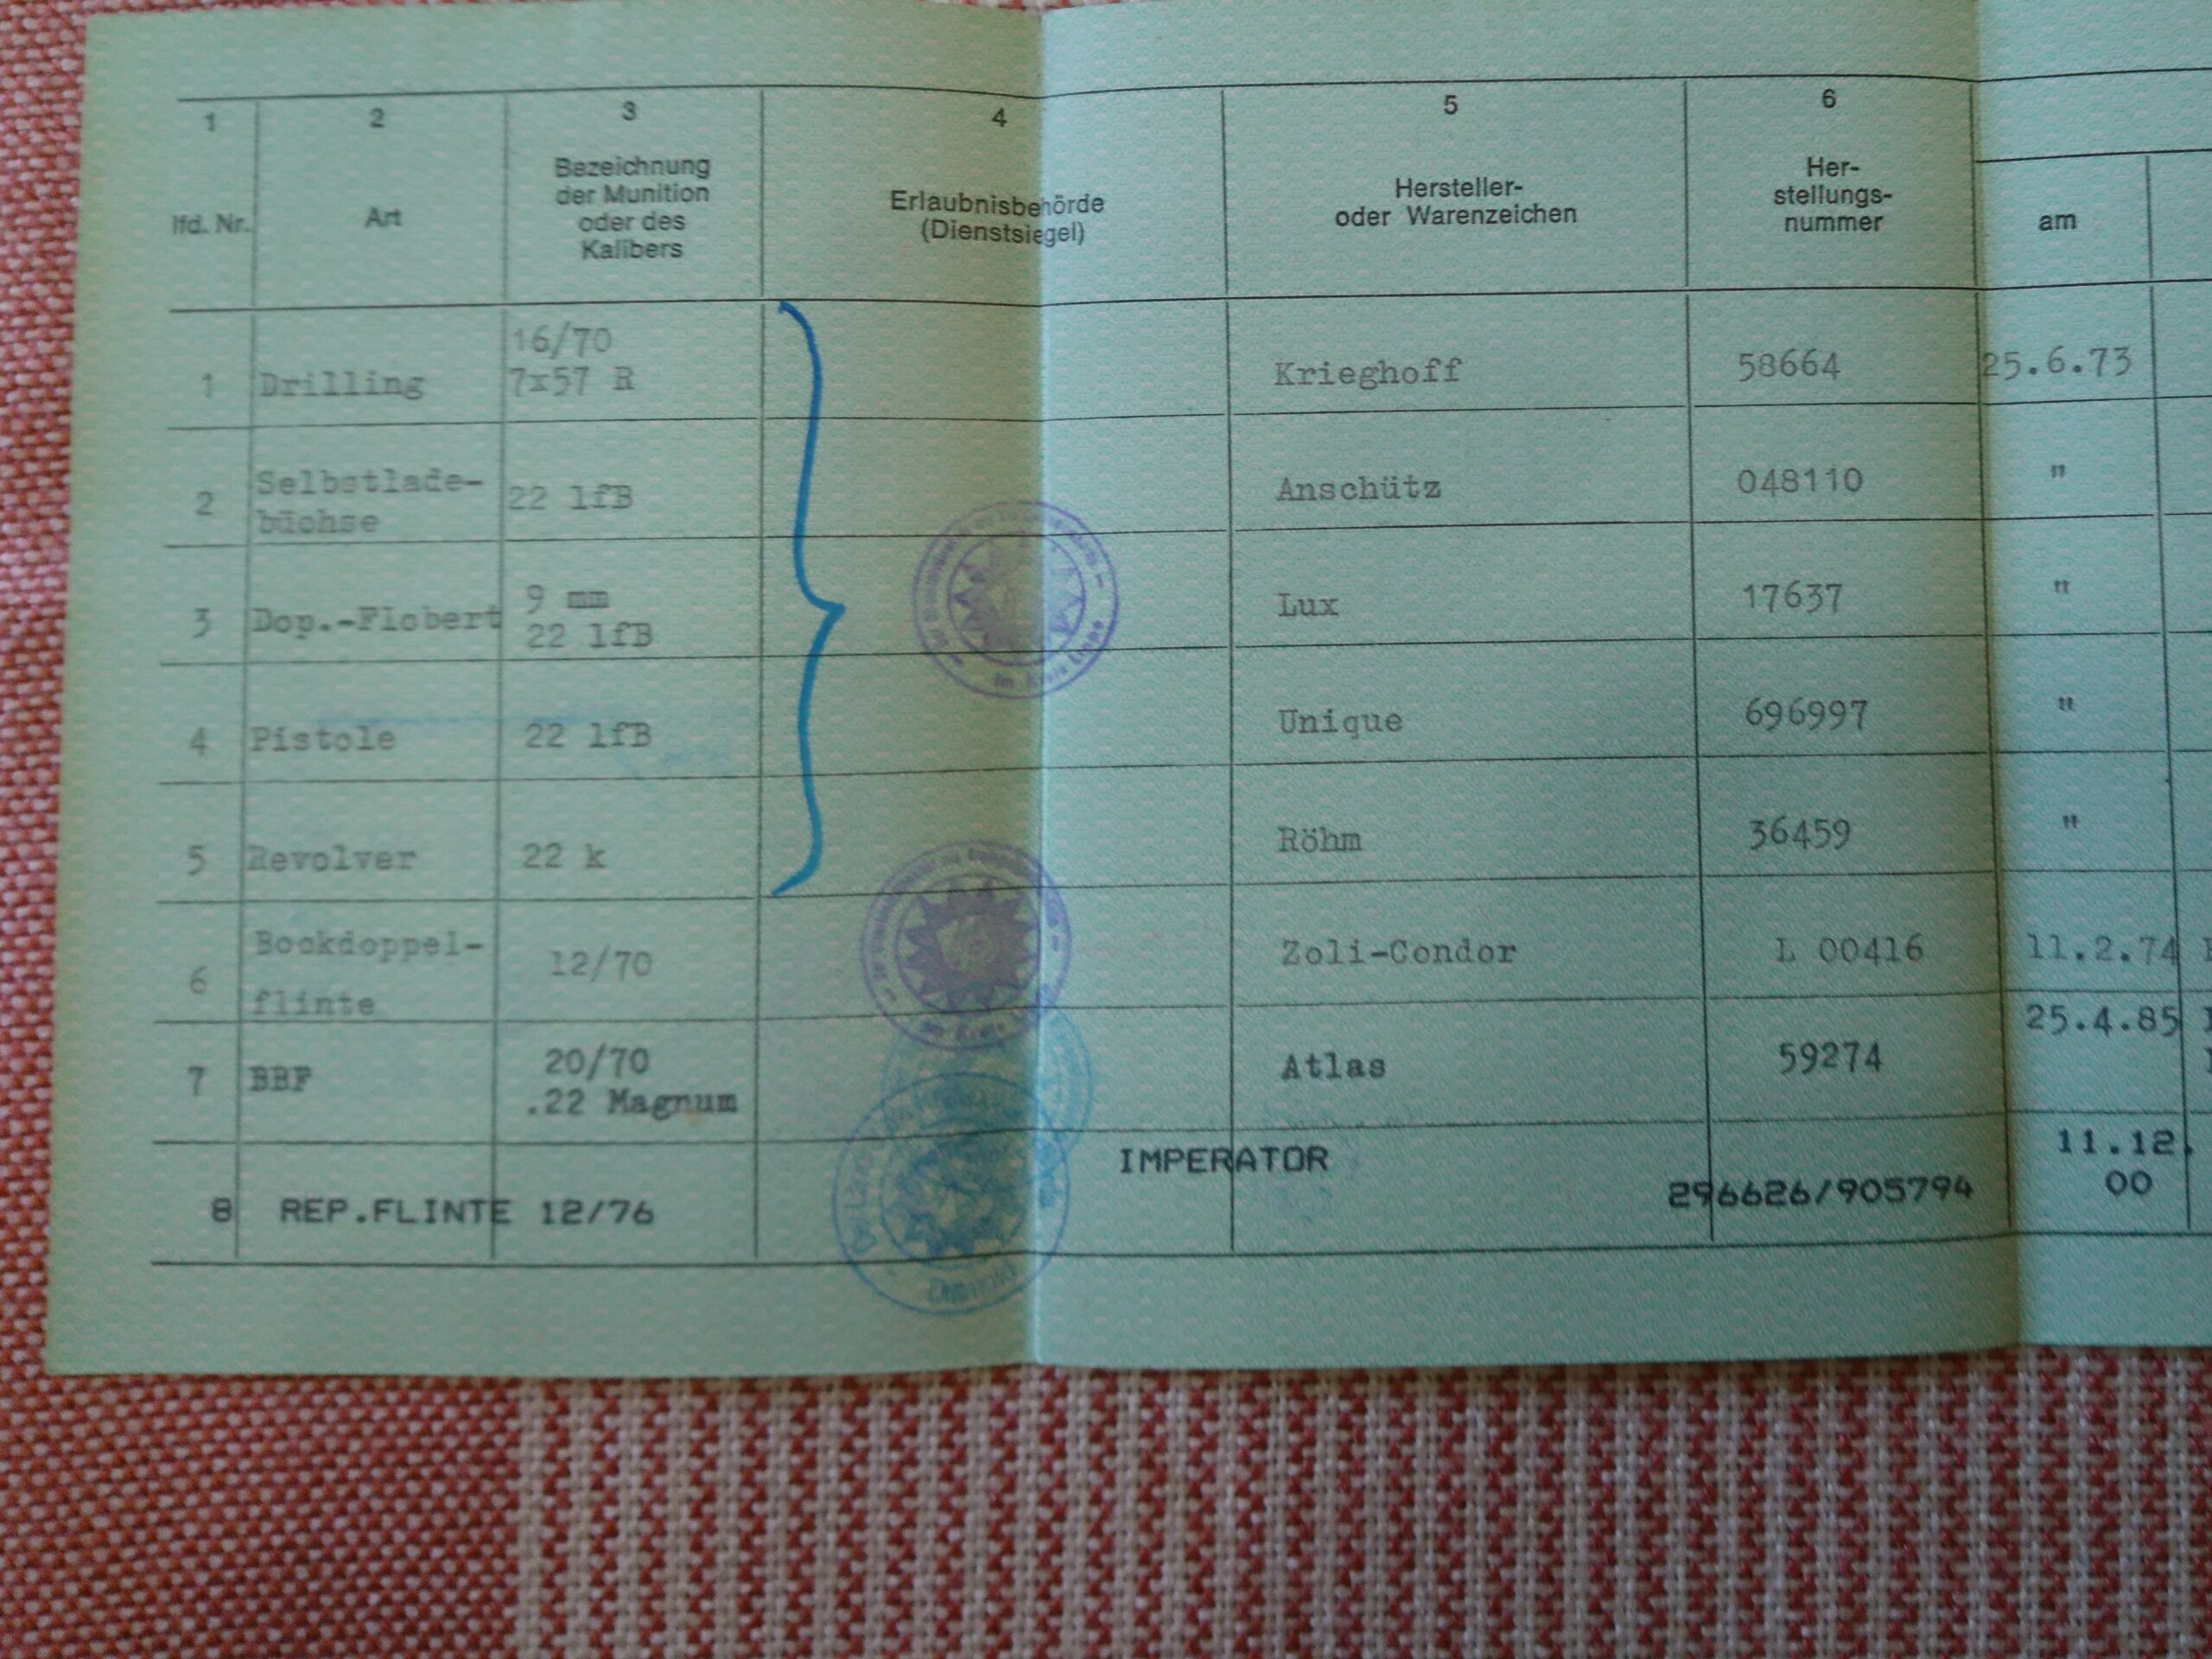 1 2 3 4 5 6
lfd. Nr. Art Bezeichnung der Munition oder des Kalibers Erlaubnisbehörde (Dienstsiegel) Hersteller- oder Warenzeichen Her- stellungs- nummer am
1 Drilling 16/70 7x57 R Krieghoff 58664 25.6.73
2 Selbstlade- büchse 22 lfB Anschütz 048110 "
3 Dop.-Flobert 9 mm 22 lfB Lux 17637 "
im Kreis Lippe
4 Pistole 22 lfB Unique 696997 "
5 Revolver 22 k Röhm 36459 "
6 Bockdoppel- flinte 12/70 Zoli-Condor L 00416 11.2.74
7 BBF 20/70 .22 Magnum Atlas 59274 25.4.85
8 REP.FLINTE 12/76 IMPERATOR 296626/905794 11.12. 00